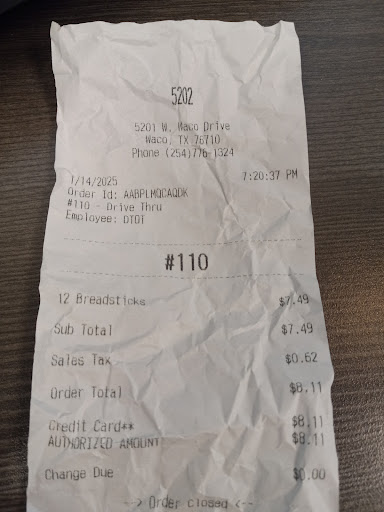 5202
5201 W. Waco Drive
Waco, TX 76710
Phone (254)776-1324
1/14/2025 7:20:37 PM
Order Id: AABPLMQCAQDK
#110 - Drive Thru
Employee: DTOT
#110
12 Breadsticks $7.49
Sub Total $7.49
Sales Tax $0.62
Order Total $8.11
Credit Card** $8.11
AUTHORIZED AMOUNT $8.11
Change Due $0.00
--> Order closed <--